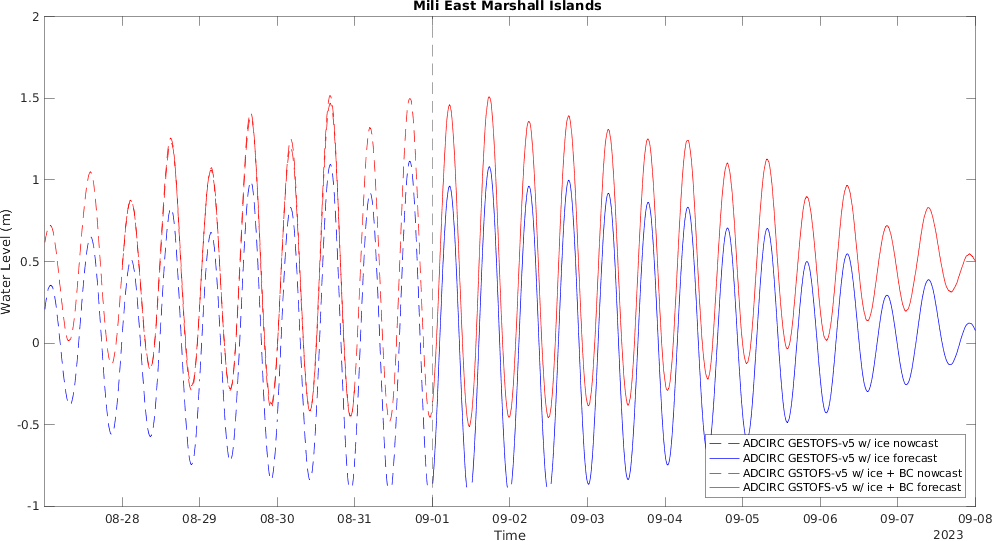 Mili East Marshall Islands
2
1.5
1
0.5
0
-0.5
-1
Water Level (m)
ADCIRC GESTOFS-v5 w/ ice nowcast
ADCIRC GESTOFS-v5 w/ ice forecast
ADCIRC GSTOFS-v5 w/ ice + BC nowcast
ADCIRC GSTOFS-v5 w/ ice + BC forecast
08-28 08-29 08-30 08-31 09-01 09-02 09-03 09-04 09-05 09-06 09-07 09-08
Time
2023